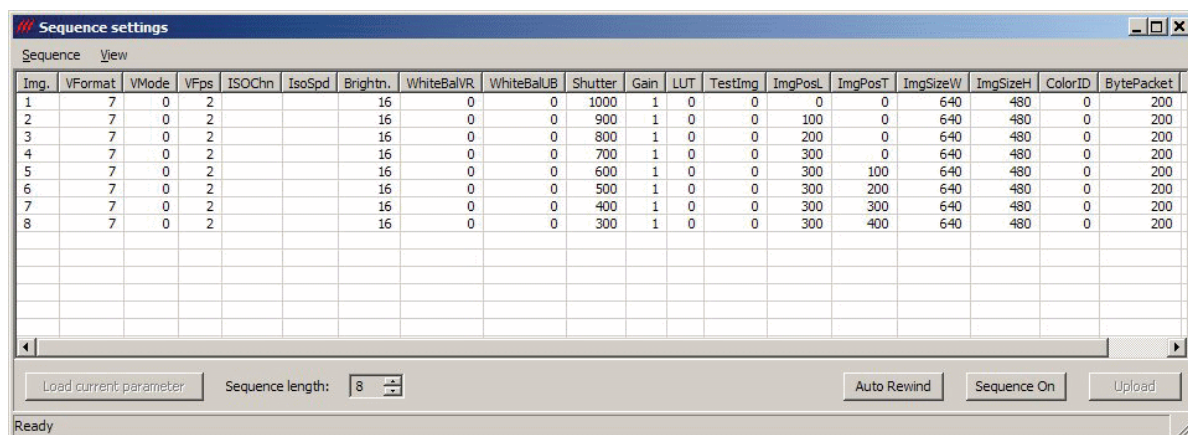 Sequence settings
Sequence View
Img. VFormat VMode VFps ISOChn IsoSpd Brightn. WhiteBalVR WhiteBalUB Shutter Gain LUT TestImg ImgPosL ImgPosT ImgSizeW ImgSizeH ColorID BytePacket
1 7 0 2 16 0 0 1000 1 0 0 0 0 640 480 0 200
2 7 0 2 16 0 0 900 1 0 0 100 0 640 480 0 200
3 7 0 2 16 0 0 800 1 0 0 200 0 640 480 0 200
4 7 0 2 16 0 0 700 1 0 0 300 0 640 480 0 200
5 7 0 2 16 0 0 600 1 0 0 300 100 640 480 0 200
6 7 0 2 16 0 0 500 1 0 0 300 200 640 480 0 200
7 7 0 2 16 0 0 400 1 0 0 300 300 640 480 0 200
8 7 0 2 16 0 0 300 1 0 0 300 400 640 480 0 200
Load current parameter Sequence length: 8 Auto Rewind Sequence On Upload
Ready